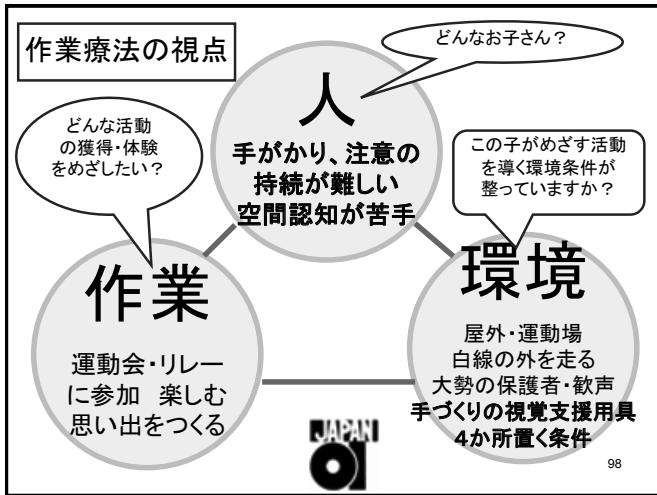 作業療法の視点
どんなお子さん？
人
手がかり、注意の
持続が難しい
空間認知が苦手
どんな活動
の獲得・体験
をめざしたい？
作業
運動会・リレー
に参加　楽しむ
思い出をつくる
この子がめざす活動
を導く環境条件が
整っていますか？
環境
屋外・運動場
白線の外を走る
大勢の保護者・歓声
手づくりの視覚支援用具
４か所置く条件
JAPAN
98